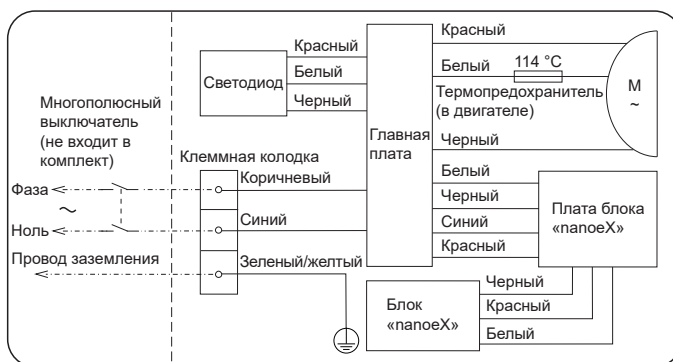 Многополюсный
выключатель
(не входит в
комплект)
Фаза
~
Ноль
Провод заземления
Клеммная колодка
Коричневый
Синий
Зеленый/желтый
Светодиод
Красный
Белый
Черный
Главная
плата
Красный
Белый
114 °C
Термопредохранитель
(в двигателе)
Черный
М
~
Белый
Черный
Синий
Красный
Плата блока
«nanoeX»
Блок
«nanoeX»
Черный
Красный
Белый